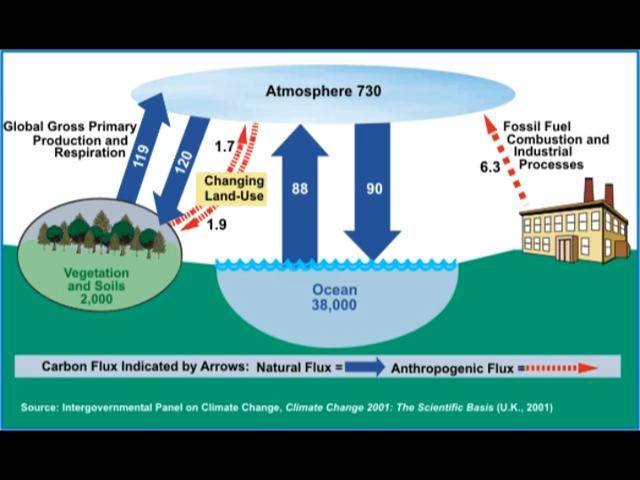 Atmosphere 730
Global Gross Primary
Production and
Respiration
119
120
1.7
Changing
Land-Use
1.9
88
90
Fossil Fuel
Combustion and
Industrial
Processes
6.3
Vegetation
and Soils
2,000
Ocean
38,000
Carbon Flux Indicated by Arrows: Natural Flux = Anthropogenic Flux =
Source: Intergovernmental Panel on Climate Change, Climate Change 2001: The Scientific Basis (U.K., 2001)